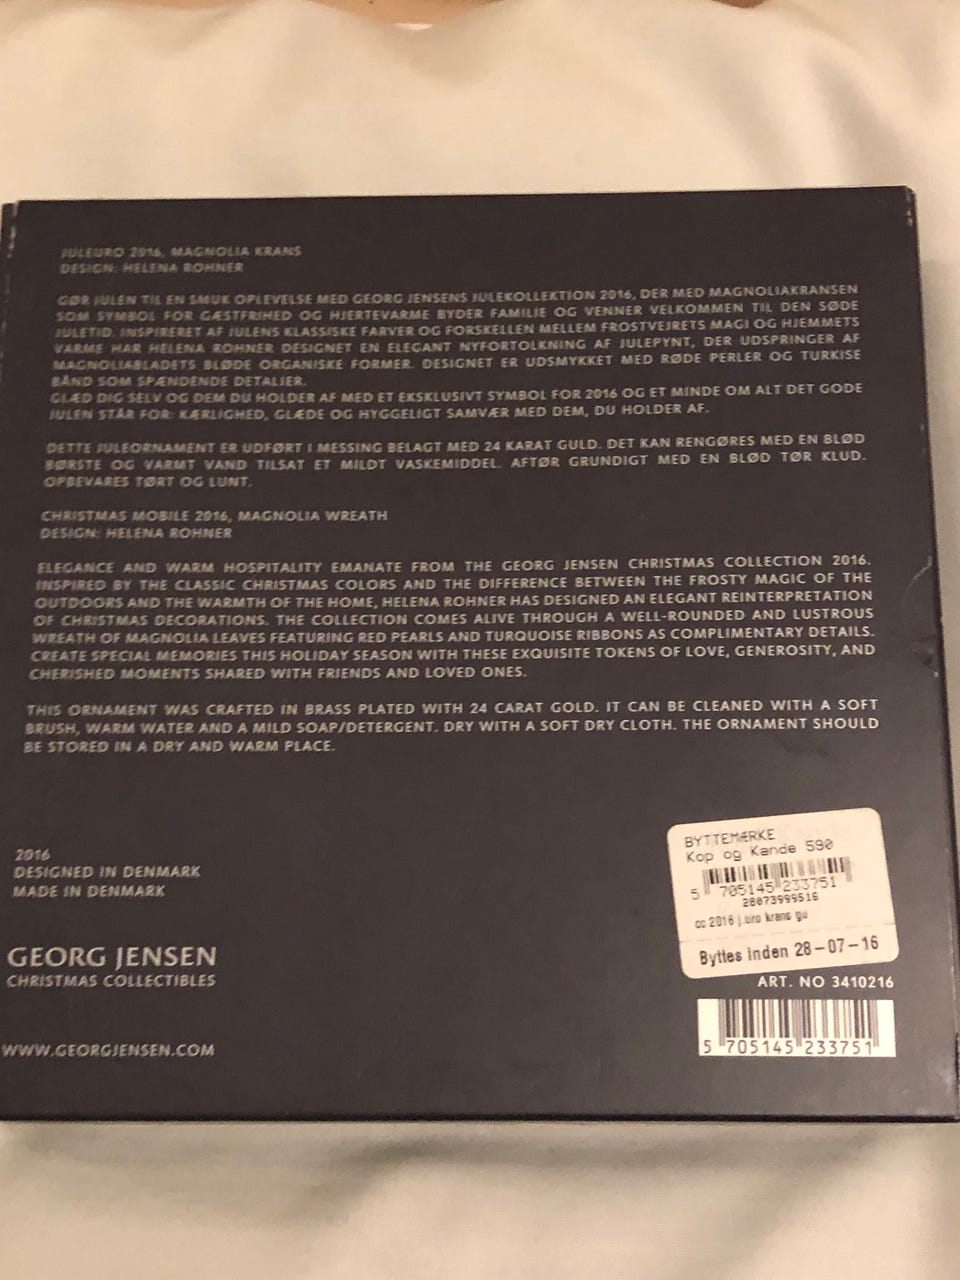 JULEURO 2016, MAGNOLIA KRANS
DESIGN: HELENA ROHNER
GØR JULEN TIL EN SMUK OPLEVELSE MED GEORG JENSENS JULEKOLLEKTION 2016, DER MED MAGNOLIAKRANSEN
SOM SYMBOL FOR GÆSTFRIHED OG HJERTEVARME BYDER FAMILIE OG VENNER VELKOMMEN TIL DEN SØDE
JULETID. INSPIRERET AF JULENS KLASSISKE FARVER OG FORSKELLEN MELLEM FROSTVEJRETS MAGI OG HJEMMETS
VARME HAR HELENA ROHNER DESIGNET EN ELEGANT NYFORTOLKNING AF JULEPYNT, DER UDSPRINGER AF
MAGNOLIABLADETS BLØDE ORGANISKE FORMER. DESIGNET ER UDSMYKKET MED RØDE PERLER OG TURKISE
BÅND SOM SPÆNDENDE DETALJER.
GLÆD DIG SELV OG DEM DU HOLDER AF MED ET EKSKLUSIVT SYMBOL FOR 2016 OG ET MINDE OM ALT DET GODE
JULEN STÅR FOR: KÆRLIGHED, GLÆDE OG HYGGELIGT SAMVÆR MED DEM, DU HOLDER AF.
DETTE JULEORNAMENT ER UDFØRT I MESSING BELAGT MED 24 KARAT GULD. DET KAN RENGØRES MED EN BLØD
BØRSTE OG VARMT VAND TILSAT ET MILDT VASKEMIDDEL. AFTØR GRUNDIGT MED EN BLØD TØR KLUD.
OPBEVARES TØRT OG LUNT.
CHRISTMAS MOBILE 2016, MAGNOLIA WREATH
DESIGN: HELENA ROHNER
ELEGANCE AND WARM HOSPITALITY EMANATE FROM THE GEORG JENSEN CHRISTMAS COLLECTION 2016.
INSPIRED BY THE CLASSIC CHRISTMAS COLORS AND THE DIFFERENCE BETWEEN THE FROSTY MAGIC OF THE
OUTDOORS AND THE WARMTH OF THE HOME, HELENA ROHNER HAS DESIGNED AN ELEGANT REINTERPRETATION
OF CHRISTMAS DECORATIONS. THE COLLECTION COMES ALIVE THROUGH A WELL-ROUNDED AND LUSTROUS
WREATH OF MAGNOLIA LEAVES FEATURING RED PEARLS AND TURQUOISE RIBBONS AS COMPLIMENTARY DETAILS.
CREATE SPECIAL MEMORIES THIS HOLIDAY SEASON WITH THESE EXQUISITE TOKENS OF LOVE, GENEROSITY, AND
CHERISHED MOMENTS SHARED WITH FRIENDS AND LOVED ONES.
THIS ORNAMENT WAS CRAFTED IN BRASS PLATED WITH 24 CARAT GOLD. IT CAN BE CLEANED WITH A SOFT
BRUSH, WARM WATER AND A MILD SOAP/DETERGENT. DRY WITH A SOFT DRY CLOTH. THE ORNAMENT SHOULD
BE STORED IN A DRY AND WARM PLACE.
2016
DESIGNED IN DENMARK
MADE IN DENMARK
GEORG JENSEN
CHRISTMAS COLLECTIBLES
WWW.GEORGJENSEN.COM
BYTTEMÆRKE
Kop og Kande 590
5 705145 233751
28073999516
cc 2016 j.uro krans gu
Byttes inden 28-07-16
ART. NO 3410216
5 705145 233751